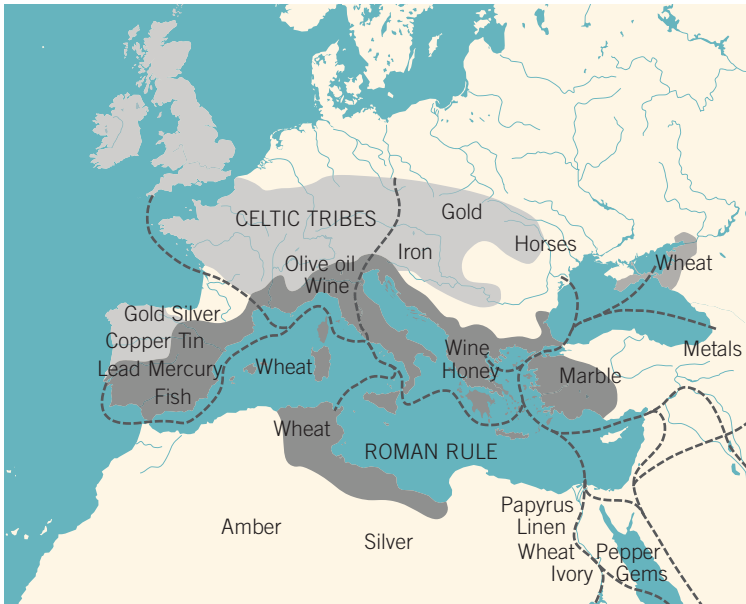 CELTIC TRIBES
Gold
Horses
Iron
Wheat
Olive oil
Wine
Gold Silver
Copper Tin
Lead Mercury
Fish
Wheat
Wine
Honey
Metals
Marble
Wheat
ROMAN RULE
Amber
Silver
Papyrus
Linen
Wheat
Ivory
Pepper
Gems